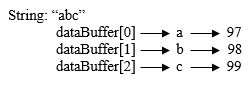 String: “abc”
dataBuffer[0] → a → 97
dataBuffer[1] → b → 98
dataBuffer[2] → c → 99